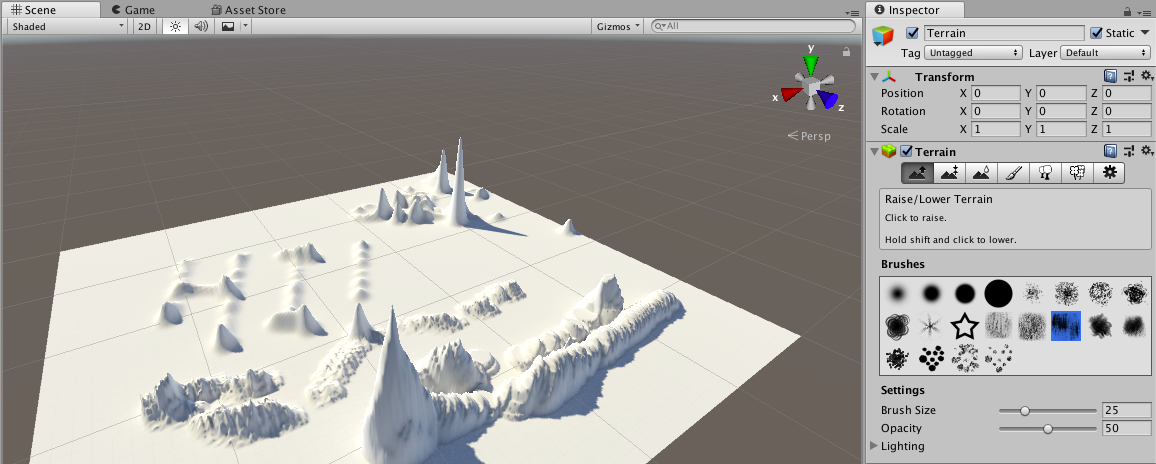 Scene Game Asset Store
Shaded 2D Gizmos All
y
x
z
Persp
Inspector
Terrain Static
Tag Untagged Layer Default
Transform
Position X 0 Y 0 Z 0
Rotation X 0 Y 0 Z 0
Scale X 1 Y 1 Z 1
Terrain
Raise/Lower Terrain
Click to raise.
Hold shift and click to lower.
Brushes
Settings
Brush Size 25
Opacity 50
Lighting